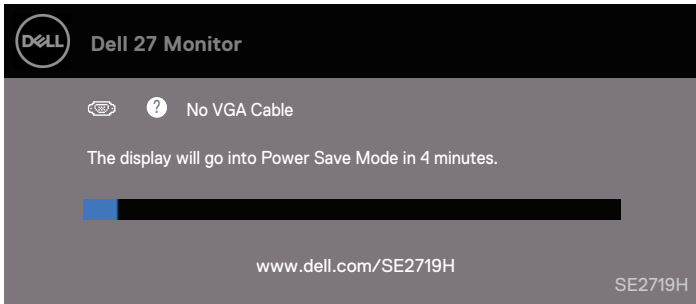 DELL
Dell 27 Monitor
? No VGA Cable
The display will go into Power Save Mode in 4 minutes.
www.dell.com/SE2719H
SE2719H